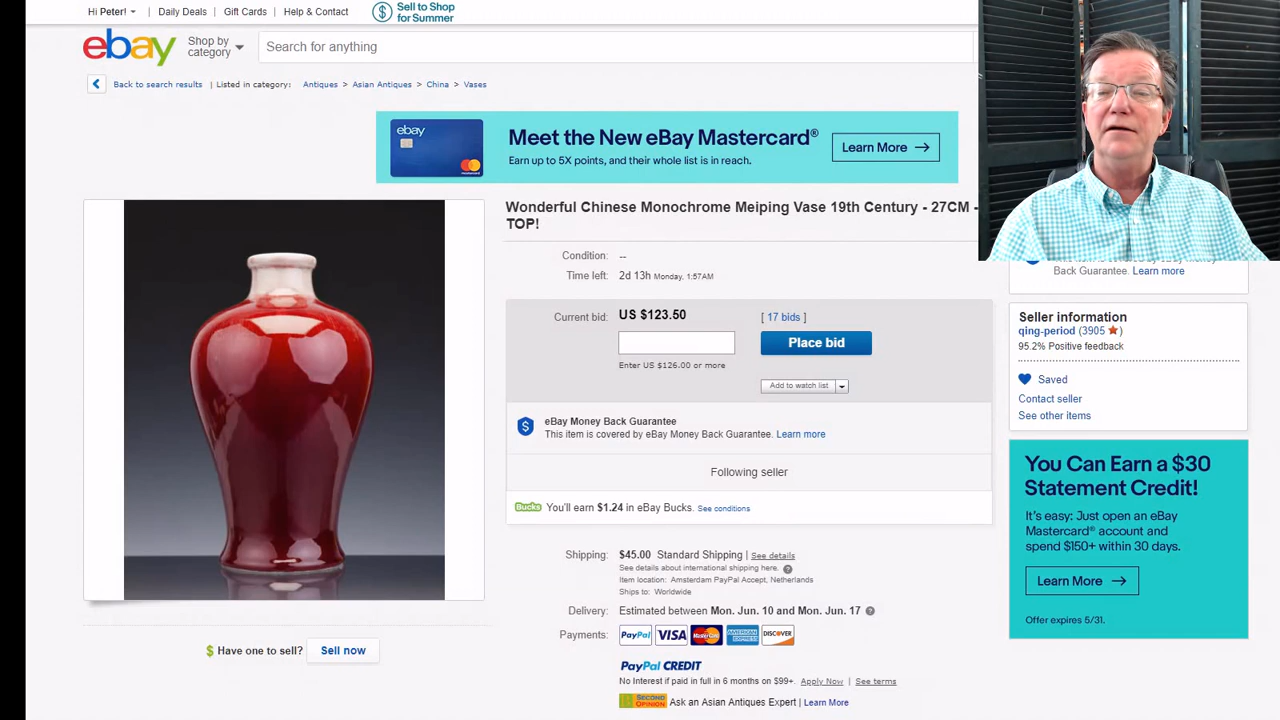 Hi Peter! | Daily Deals | Gift Cards | Help & Contact
$ Sell to Shop
for Summer
ebay
Shop by
category
Search for anything
Back to search results | Listed in category: Antiques > Asian Antiques > China > Vases
ebay
mastercard
Meet the New eBay Mastercard®
Earn up to 5X points, and their whole list is in reach.
Learn More →
Wonderful Chinese Monochrome Meiping Vase 19th Century - 27CM -
TOP!
Condition: --
Time left: 2d 13h Monday, 1:57AM
Current bid: US $123.50 [ 17 bids ]
Place bid
Enter US $126.00 or more
Add to watch list
eBay Money Back Guarantee
This item is covered by eBay Money Back Guarantee. Learn more
Following seller
Bucks You'll earn $1.24 in eBay Bucks. See conditions
Shipping: $45.00 Standard Shipping | See details
See details about international shipping here.
Item location: Amsterdam PayPal Accept, Netherlands
Ships to: Worldwide
Delivery: Estimated between Mon. Jun. 10 and Mon. Jun. 17
Payments: PayPal VISA MasterCard AMERICAN EXPRESS DISCOVER
PayPal CREDIT
No Interest if paid in full in 6 months on $99+. Apply Now | See terms
SECOND OPINION Ask an Asian Antiques Expert | Learn More
$ Have one to sell? Sell now
Back Guarantee. Learn more
Seller information
qing-period (3905 ★ )
95.2% Positive feedback
Saved
Contact seller
See other items
You Can Earn a $30
Statement Credit!
It's easy: Just open an eBay
Mastercard® account and
spend $150+ within 30 days.
Learn More →
Offer expires 5/31.